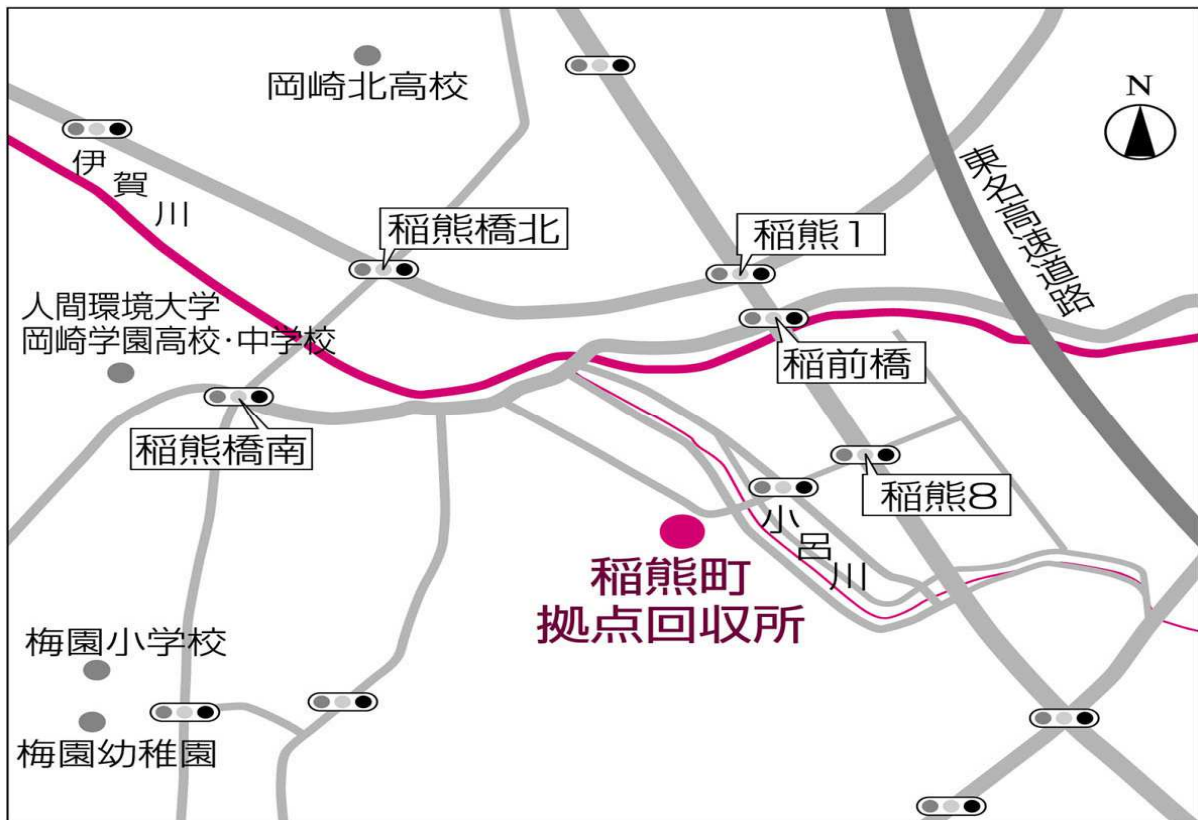 岡崎北高校
N
伊賀川
東名高速道路
稲熊橋北
稲熊1
人間環境大学
岡崎学園高校・中学校
稲前橋
稲熊橋南
稲熊8
小呂川
稲熊町
拠点回収所
梅園小学校
梅園幼稚園